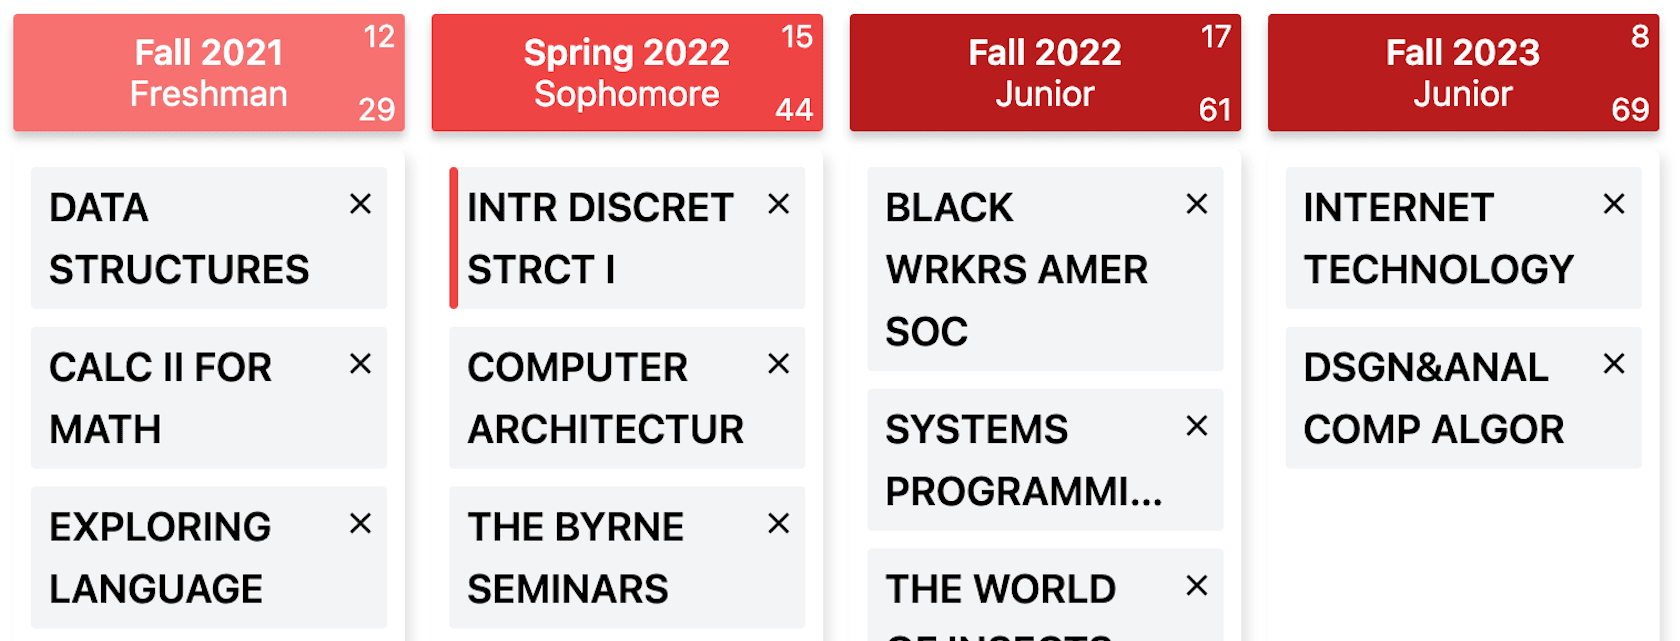 Fall 2021
Freshman
12
29
DATA
STRUCTURES
CALC II FOR
MATH
EXPLORING
LANGUAGE
Spring 2022
Sophomore
15
44
INTR DISCRET
STRCT I
COMPUTER
ARCHITECTUR
THE BYRNE
SEMINARS
Fall 2022
Junior
17
61
BLACK
WRKRS AMER
SOC
SYSTEMS
PROGRAMMI...
THE WORLD
OF INSECTS
Fall 2023
Junior
8
69
INTERNET
TECHNOLOGY
DSGN&ANAL
COMP ALGOR